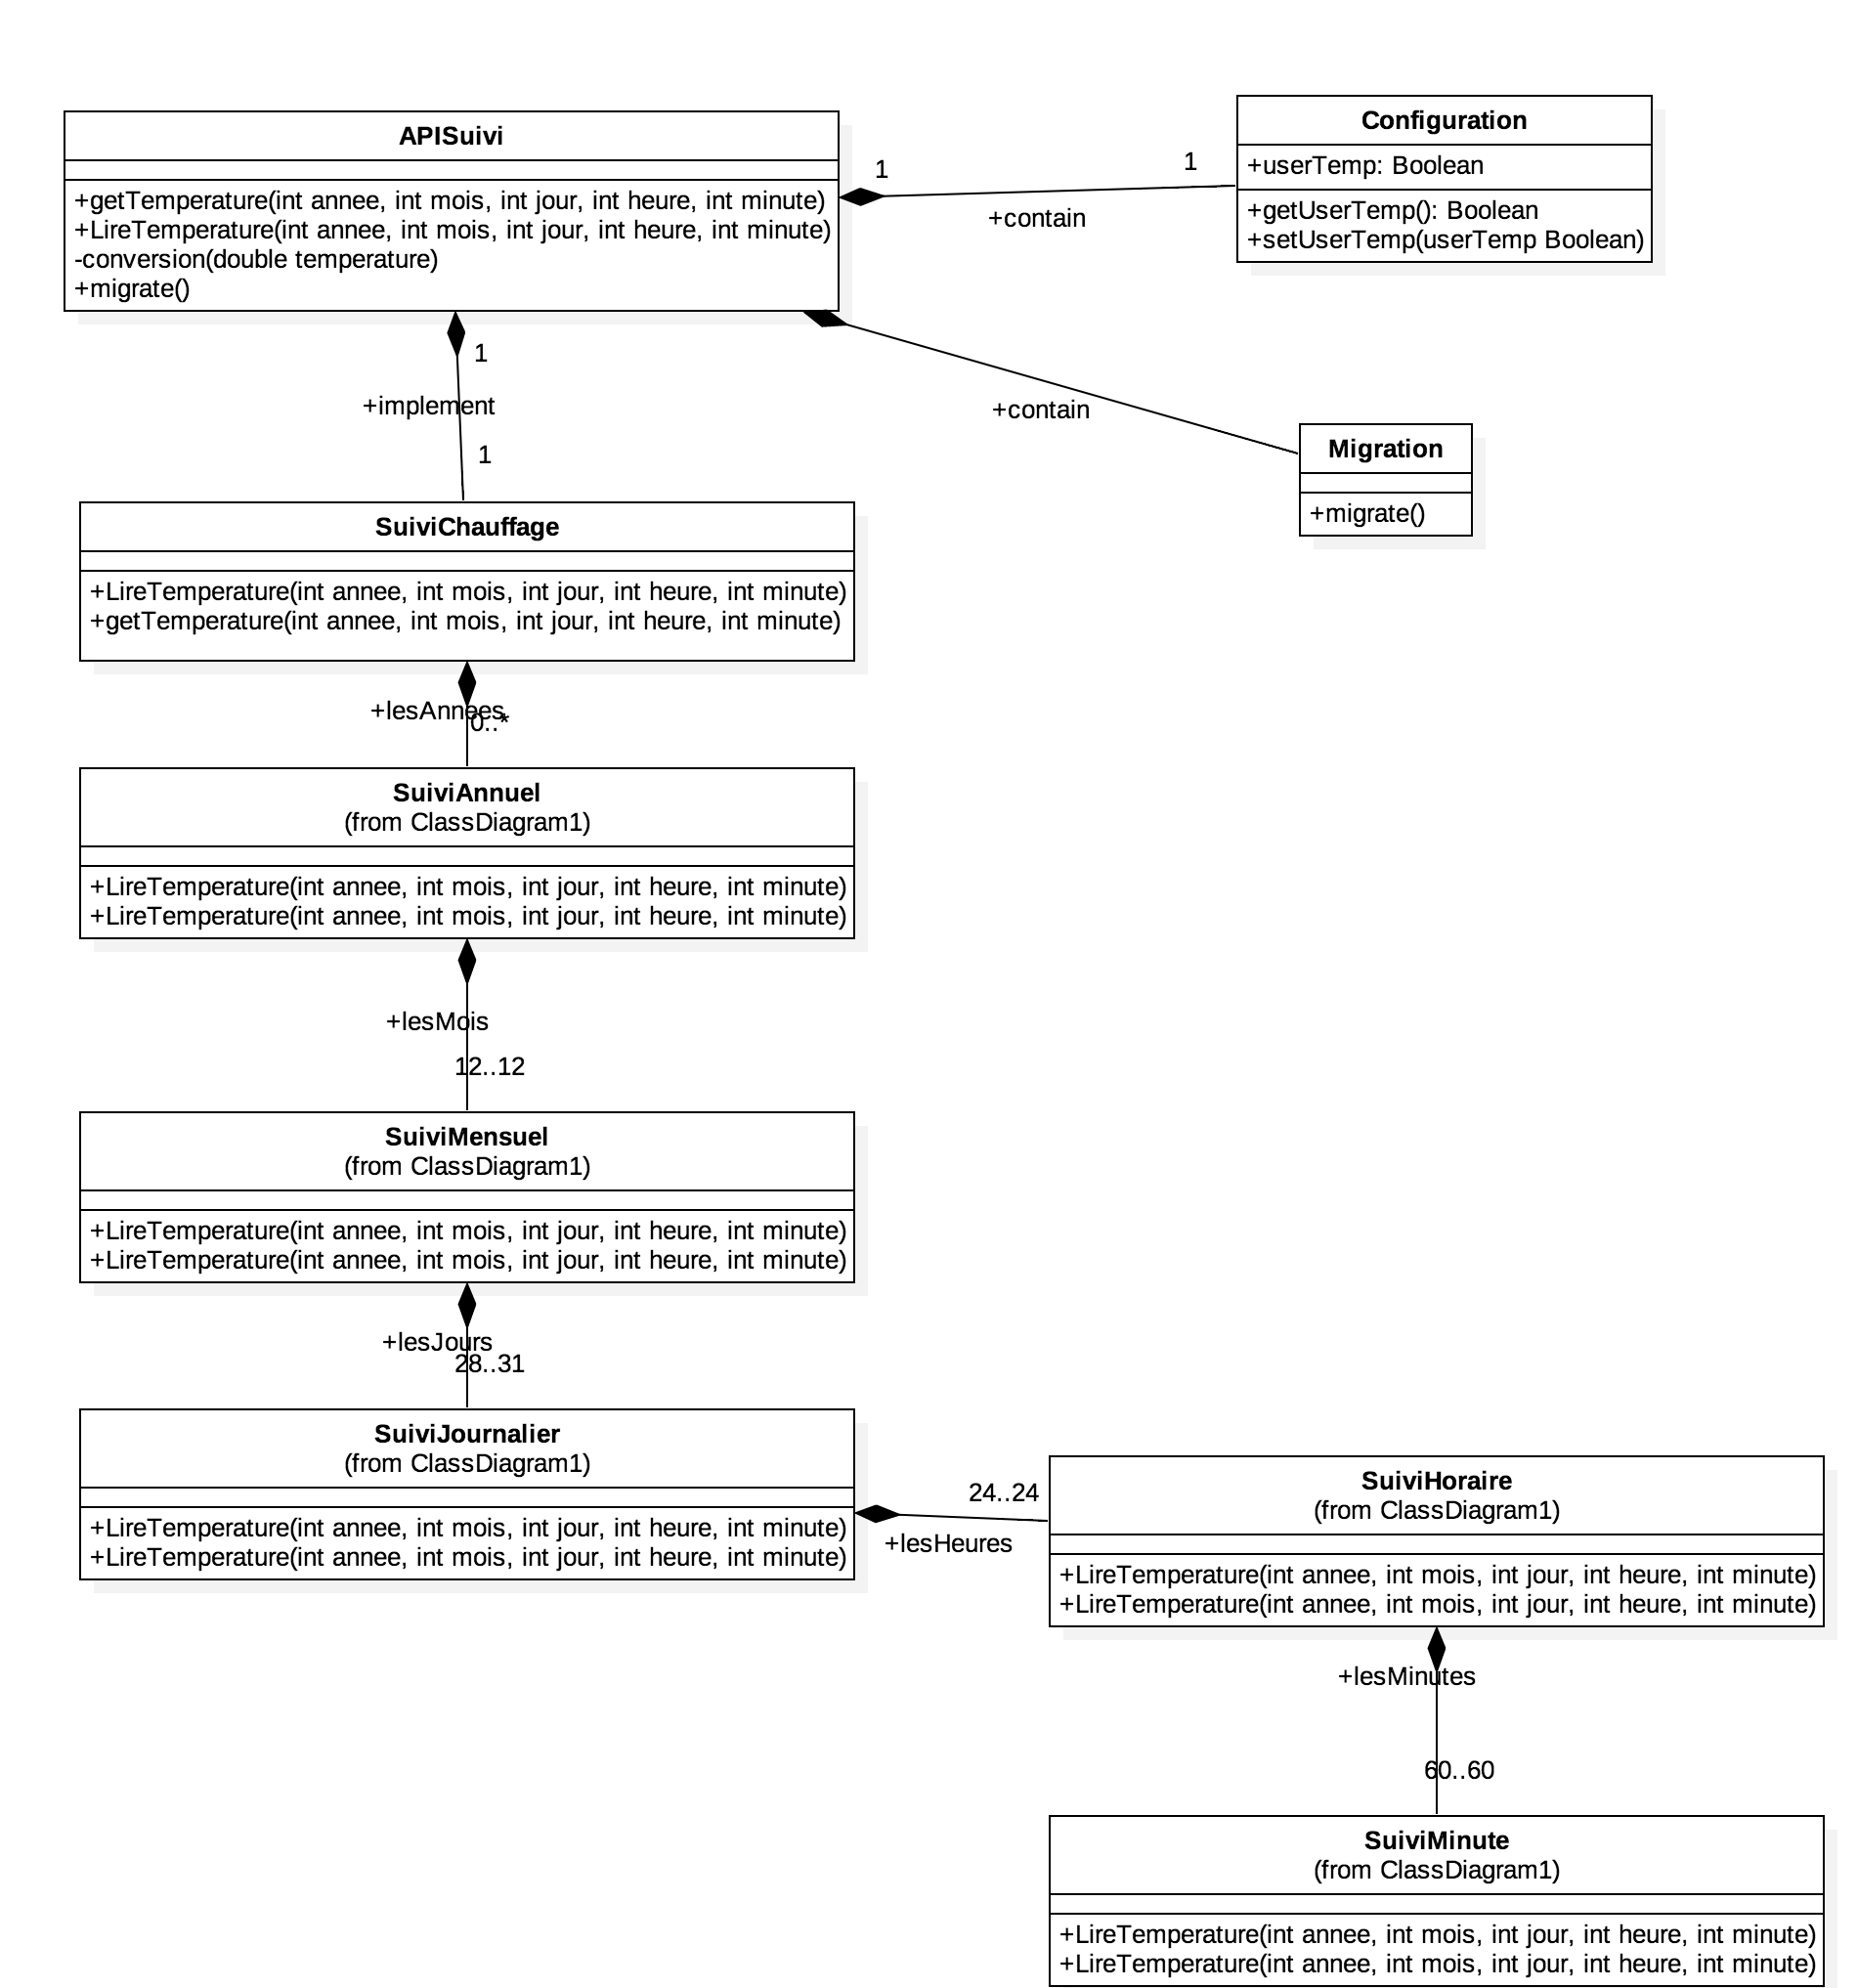 APISuivi
+getTemperature(int annee, int mois, int jour, int heure, int minute)
+LireTemperature(int annee, int mois, int jour, int heure, int minute)
-conversion(double temperature)
+migrate()
1
1
+contain
Configuration
+userTemp: Boolean
+getUserTemp(): Boolean
+setUserTemp(userTemp Boolean)
1
+implement
1
+contain
Migration
+migrate()
SuiviChauffage
+LireTemperature(int annee, int mois, int jour, int heure, int minute)
+getTemperature(int annee, int mois, int jour, int heure, int minute)
+lesAnnees
0..*
SuiviAnnuel
(from ClassDiagram1)
+LireTemperature(int annee, int mois, int jour, int heure, int minute)
+LireTemperature(int annee, int mois, int jour, int heure, int minute)
+lesMois
12..12
SuiviMensuel
(from ClassDiagram1)
+LireTemperature(int annee, int mois, int jour, int heure, int minute)
+LireTemperature(int annee, int mois, int jour, int heure, int minute)
+lesJours
28..31
SuiviJournalier
(from ClassDiagram1)
+LireTemperature(int annee, int mois, int jour, int heure, int minute)
+LireTemperature(int annee, int mois, int jour, int heure, int minute)
24..24
+lesHeures
SuiviHoraire
(from ClassDiagram1)
+LireTemperature(int annee, int mois, int jour, int heure, int minute)
+LireTemperature(int annee, int mois, int jour, int heure, int minute)
+lesMinutes
60..60
SuiviMinute
(from ClassDiagram1)
+LireTemperature(int annee, int mois, int jour, int heure, int minute)
+LireTemperature(int annee, int mois, int jour, int heure, int minute)